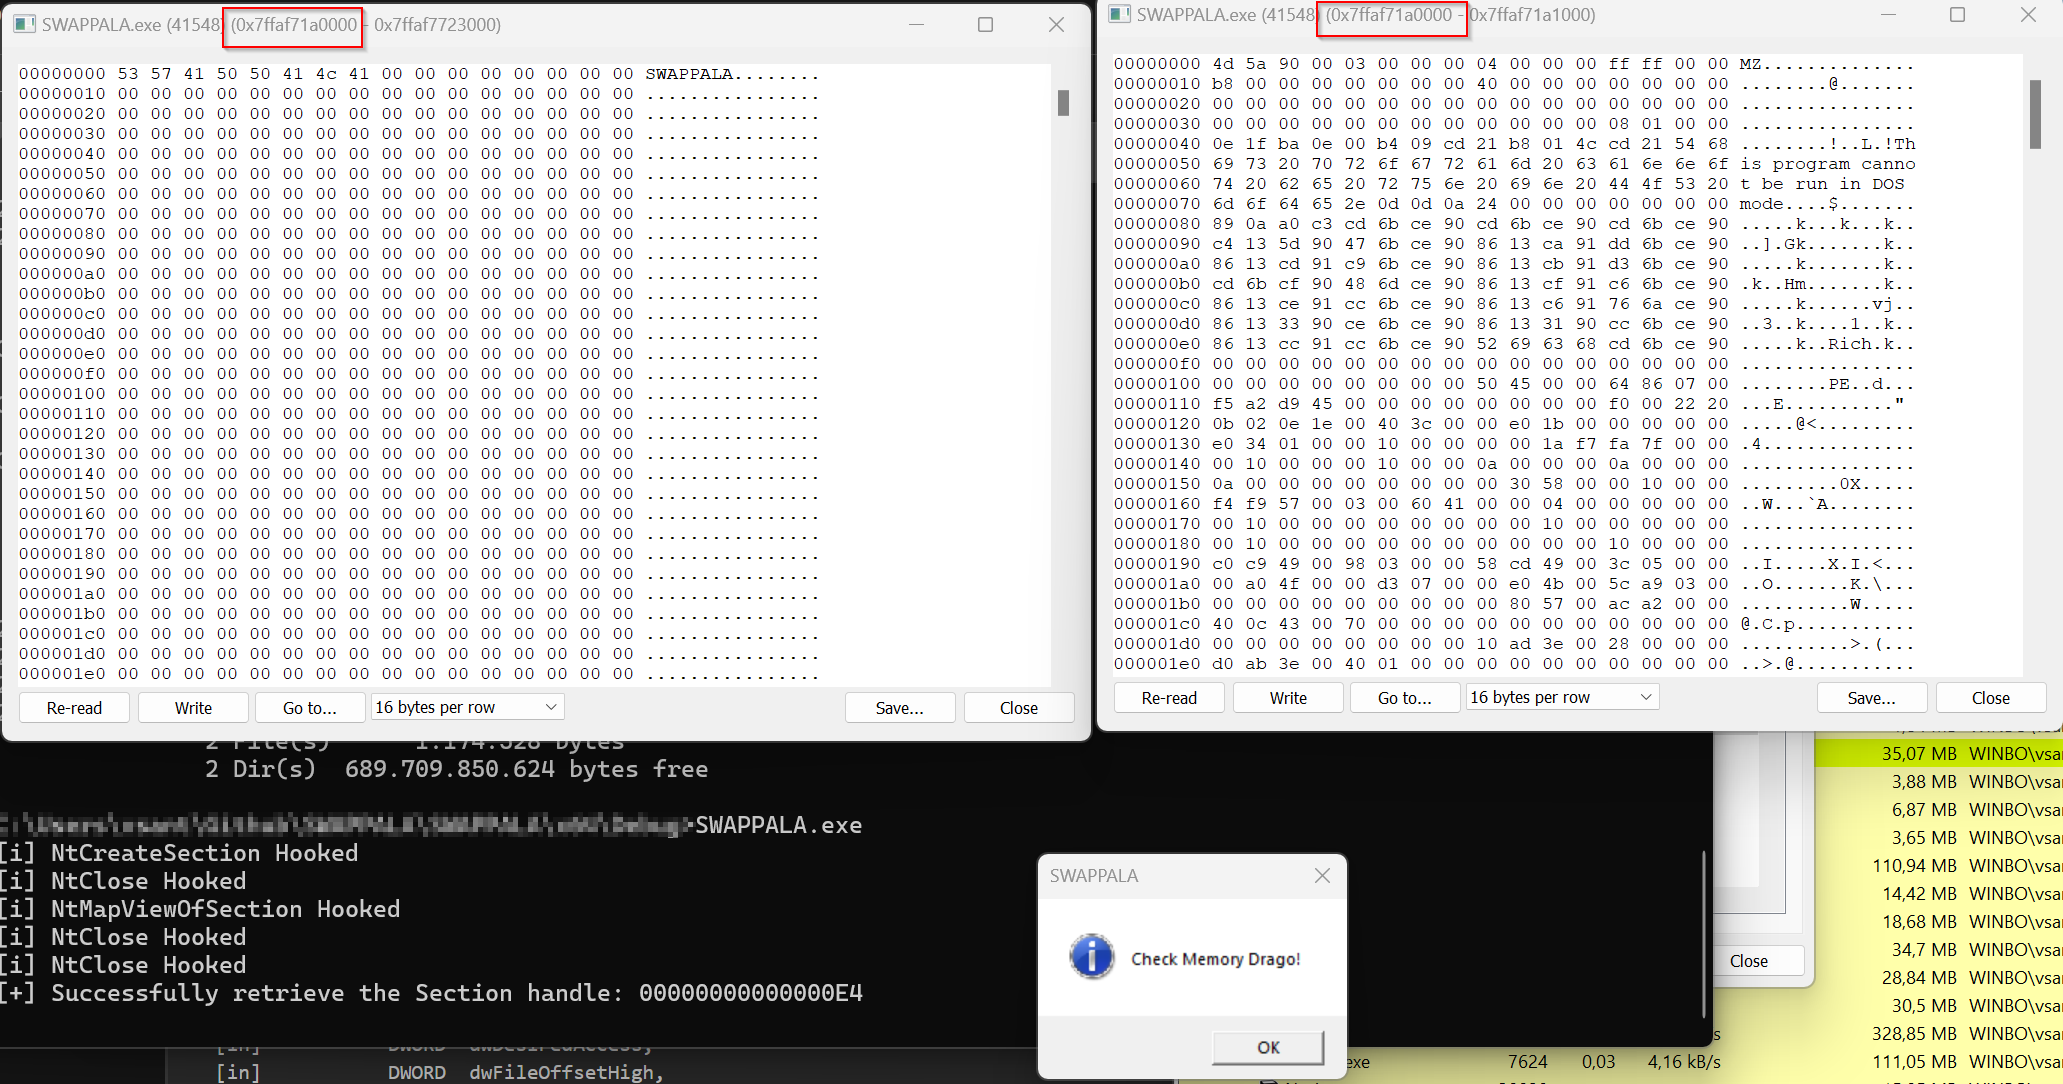 SWAPPALA.exe (41548) (0x7ffaf71a0000 - 0x7ffaf7723000)
00000000 53 57 41 50 50 41 4c 41 00 00 00 00 00 00 00 00 SWAPPALA........
00000010 00 00 00 00 00 00 00 00 00 00 00 00 00 00 00 00 ................
00000020 00 00 00 00 00 00 00 00 00 00 00 00 00 00 00 00 ................
00000030 00 00 00 00 00 00 00 00 00 00 00 00 00 00 00 00 ................
00000040 00 00 00 00 00 00 00 00 00 00 00 00 00 00 00 00 ................
00000050 00 00 00 00 00 00 00 00 00 00 00 00 00 00 00 00 ................
00000060 00 00 00 00 00 00 00 00 00 00 00 00 00 00 00 00 ................
00000070 00 00 00 00 00 00 00 00 00 00 00 00 00 00 00 00 ................
00000080 00 00 00 00 00 00 00 00 00 00 00 00 00 00 00 00 ................
00000090 00 00 00 00 00 00 00 00 00 00 00 00 00 00 00 00 ................
000000a0 00 00 00 00 00 00 00 00 00 00 00 00 00 00 00 00 ................
000000b0 00 00 00 00 00 00 00 00 00 00 00 00 00 00 00 00 ................
000000c0 00 00 00 00 00 00 00 00 00 00 00 00 00 00 00 00 ................
000000d0 00 00 00 00 00 00 00 00 00 00 00 00 00 00 00 00 ................
000000e0 00 00 00 00 00 00 00 00 00 00 00 00 00 00 00 00 ................
000000f0 00 00 00 00 00 00 00 00 00 00 00 00 00 00 00 00 ................
00000100 00 00 00 00 00 00 00 00 00 00 00 00 00 00 00 00 ................
00000110 00 00 00 00 00 00 00 00 00 00 00 00 00 00 00 00 ................
00000120 00 00 00 00 00 00 00 00 00 00 00 00 00 00 00 00 ................
00000130 00 00 00 00 00 00 00 00 00 00 00 00 00 00 00 00 ................
00000140 00 00 00 00 00 00 00 00 00 00 00 00 00 00 00 00 ................
00000150 00 00 00 00 00 00 00 00 00 00 00 00 00 00 00 00 ................
00000160 00 00 00 00 00 00 00 00 00 00 00 00 00 00 00 00 ................
00000170 00 00 00 00 00 00 00 00 00 00 00 00 00 00 00 00 ................
00000180 00 00 00 00 00 00 00 00 00 00 00 00 00 00 00 00 ................
00000190 00 00 00 00 00 00 00 00 00 00 00 00 00 00 00 00 ................
000001a0 00 00 00 00 00 00 00 00 00 00 00 00 00 00 00 00 ................
000001b0 00 00 00 00 00 00 00 00 00 00 00 00 00 00 00 00 ................
000001c0 00 00 00 00 00 00 00 00 00 00 00 00 00 00 00 00 ................
000001d0 00 00 00 00 00 00 00 00 00 00 00 00 00 00 00 00 ................
000001e0 00 00 00 00 00 00 00 00 00 00 00 00 00 00 00 00 ................
Re-read Write Go to... 16 bytes per row Save... Close
SWAPPALA.exe (41548) (0x7ffaf71a0000 - 0x7ffaf71a1000)
00000000 4d 5a 90 00 03 00 00 00 04 00 00 00 ff ff 00 00 MZ..............
00000010 b8 00 00 00 00 00 00 00 40 00 00 00 00 00 00 00 ........@.......
00000020 00 00 00 00 00 00 00 00 00 00 00 00 00 00 00 00 ................
00000030 00 00 00 00 00 00 00 00 00 00 00 00 08 01 00 00 ................
00000040 0e 1f ba 0e 00 b4 09 cd 21 b8 01 4c cd 21 54 68 ........!..L.!Th
00000050 69 73 20 70 72 6f 67 72 61 6d 20 63 61 6e 6e 6f is program canno
00000060 74 20 62 65 20 72 75 6e 20 69 6e 20 44 4f 53 20 t be run in DOS
00000070 6d 6f 64 65 2e 0d 0d 0a 24 00 00 00 00 00 00 00 mode....$.......
00000080 89 0a a0 c3 cd 6b ce 90 cd 6b ce 90 cd 6b ce 90 .....k...k...k..
00000090 c4 13 5d 90 47 6b ce 90 86 13 ca 91 dd 6b ce 90 ..].Gk.......k..
000000a0 86 13 cd 91 c9 6b ce 90 86 13 cb 91 d3 6b ce 90 .....k.......k..
000000b0 cd 6b cf 90 48 6d ce 90 86 13 cf 91 c6 6b ce 90 .k..Hm.......k..
000000c0 86 13 ce 91 cc 6b ce 90 86 13 c6 91 76 6a ce 90 .....k......vj..
000000d0 86 13 33 90 ce 6b ce 90 86 13 31 90 cc 6b ce 90 ..3..k....1..k..
000000e0 86 13 cc 91 cc 6b ce 90 52 69 63 68 cd 6b ce 90 .....k..Rich.k..
000000f0 00 00 00 00 00 00 00 00 00 00 00 00 00 00 00 00 ................
00000100 00 00 00 00 00 00 00 00 50 45 00 00 64 86 07 00 ........PE..d...
00000110 f5 a2 d9 45 00 00 00 00 00 00 00 00 f0 00 22 20 ...E.........."
00000120 0b 02 0e 1e 00 40 3c 00 00 e0 1b 00 00 00 00 00 .....@<.........
00000130 e0 34 01 00 00 10 00 00 00 00 1a f7 fa 7f 00 00 .4..............
00000140 00 10 00 00 00 10 00 00 0a 00 00 00 0a 00 00 00 ................
00000150 0a 00 00 00 00 00 00 00 00 30 58 00 00 10 00 00 .........0X.....
00000160 f4 f9 57 00 03 00 60 41 00 00 04 00 00 00 00 00 ..W...`A........
00000170 00 10 00 00 00 00 00 00 00 00 10 00 00 00 00 00 ................
00000180 00 10 00 00 00 00 00 00 00 00 00 00 10 00 00 00 ................
00000190 c0 c9 49 00 98 03 00 00 58 cd 49 00 3c 05 00 00 ..I.....X.I.<...
000001a0 00 a0 4f 00 00 d3 07 00 00 e0 4b 00 5c a9 03 00 ..O.......K.\...
000001b0 00 00 00 00 00 00 00 00 00 80 57 00 ac a2 00 00 ..........W.....
000001c0 40 0c 43 00 70 00 00 00 00 00 00 00 00 00 00 00 @.C.p...........
000001d0 00 00 00 00 00 00 00 00 10 ad 3e 00 28 00 00 00 ..........>.(...
000001e0 d0 ab 3e 00 40 01 00 00 00 00 00 00 00 00 00 00 ..>.@...........
Re-read Write Go to... 16 bytes per row Save... Close
2 File(s) 1.174.528 bytes
2 Dir(s) 689.709.850.624 bytes free
SWAPPALA.exe
[i] NtCreateSection Hooked
[i] NtClose Hooked
[i] NtMapViewOfSection Hooked
[i] NtClose Hooked
[i] NtClose Hooked
[+] Successfully retrieve the Section handle: 00000000000000E4
[in] DWORD dwDesiredAccess,
[in] DWORD dwFileOffsetHigh,
SWAPPALA
Check Memory Drago!
OK
Close
35,07 MB WINBO\vsa
3,88 MB WINBO\vsa
6,87 MB WINBO\vsa
3,65 MB WINBO\vsa
110,94 MB WINBO\vsa
14,42 MB WINBO\vsa
18,68 MB WINBO\vsa
34,7 MB WINBO\vsa
28,84 MB WINBO\vsa
30,5 MB WINBO\vsa
328,85 MB WINBO\vsa
exe 7624 0,03 4,16 kB/s 111,05 MB WINBO\vsa